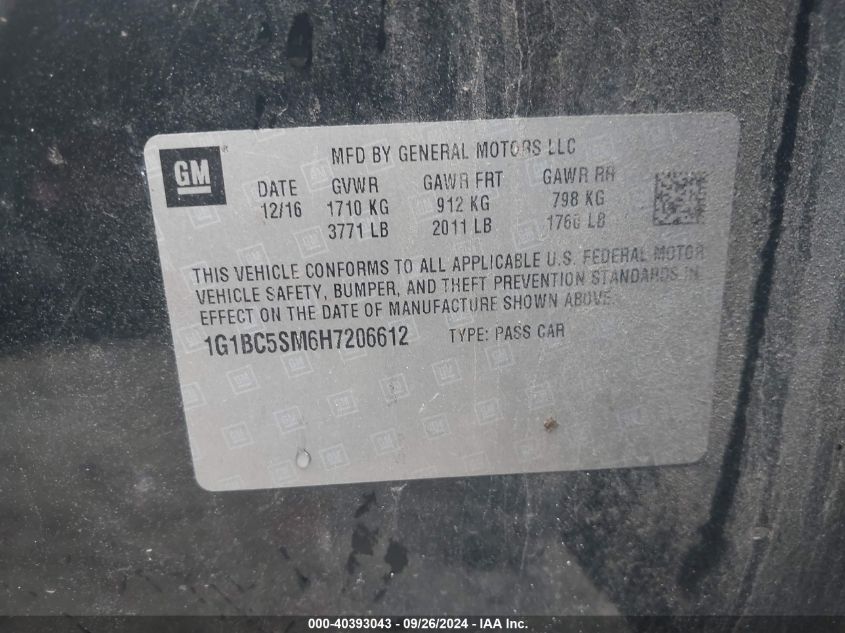 GM ®
MFD BY GENERAL MOTORS LLC
DATE GVWR GAWR FRT GAWR RR
12/16 1710 KG 912 KG 798 KG
3771 LB 2011 LB 1760 LB
THIS VEHICLE CONFORMS TO ALL APPLICABLE U.S. FEDERAL MOTOR
VEHICLE SAFETY, BUMPER, AND THEFT PREVENTION STANDARDS IN
EFFECT ON THE DATE OF MANUFACTURE SHOWN ABOVE.
1G1BC5SM6H7206612 TYPE: PASS CAR
000-40393043 - 09/26/2024 - IAA, Inc.